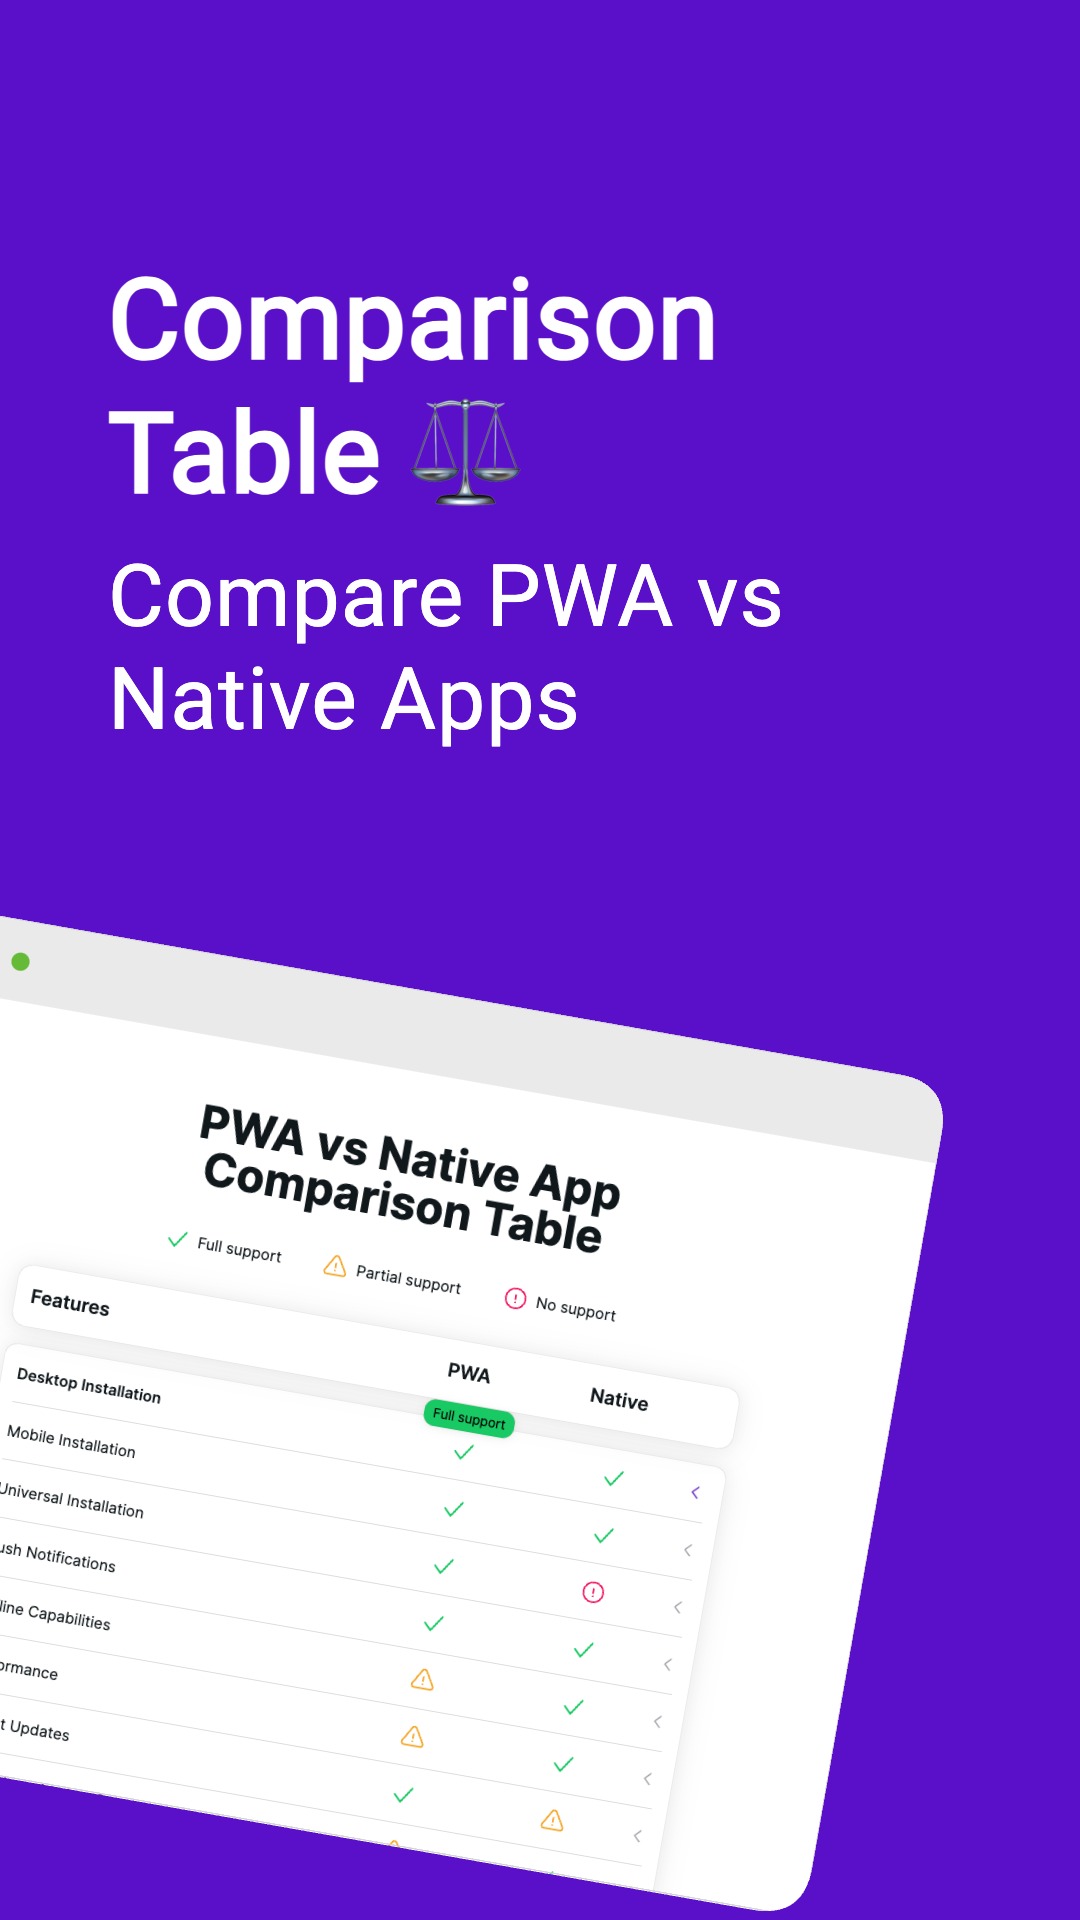 Comparison
Table
Compare PWA vs
Native Apps
PWA vs Native App
Comparison Table
Full support Partial support No support
Features PWA Native
Desktop Installation
Full support
Mobile Installation
Universal Installation
ush Notifications
line Capabilities
ormance
t Updates